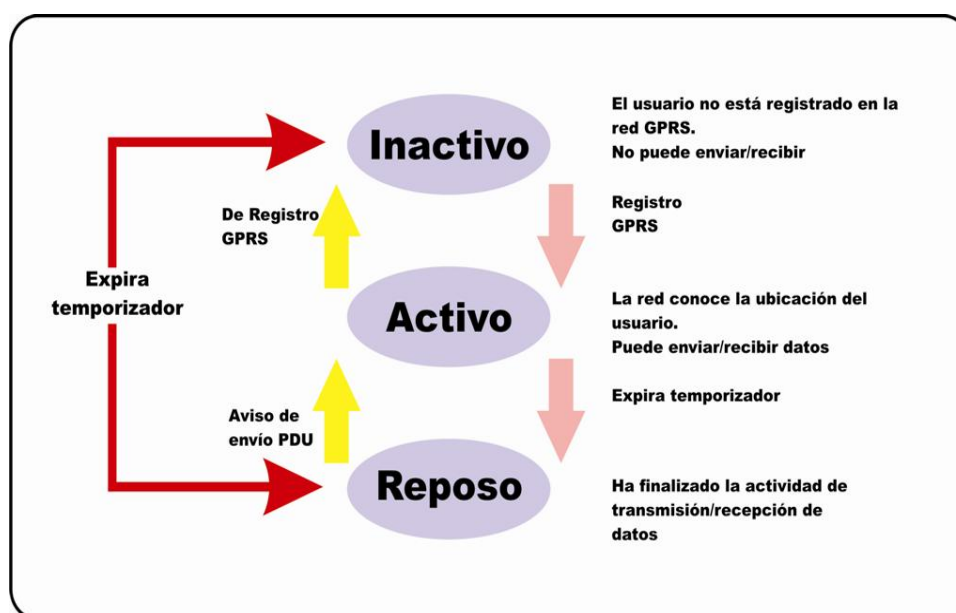 Inactivo
El usuario no está registrado en la
red GPRS.
No puede enviar/recibir
De Registro
GPRS
Registro
GPRS
Expira
temporizador
Activo
La red conoce la ubicación del
usuario.
Puede enviar/recibir datos
Aviso de
envío PDU
Expira temporizador
Reposo
Ha finalizado la actividad de
transmisión/recepción de
datos